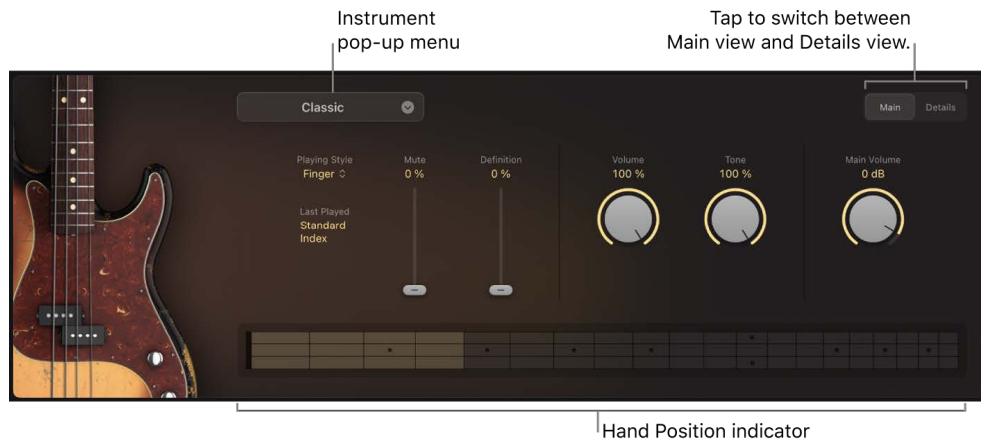 Instrument
pop-up menu
Tap to switch between
Main view and Details view.
Classic
Main
Details
Playing Style
Finger
Mute
0 %
Definition
0 %
Volume
100 %
Tone
100 %
Main Volume
0 dB
Last Played
Standard
Index
Hand Position indicator